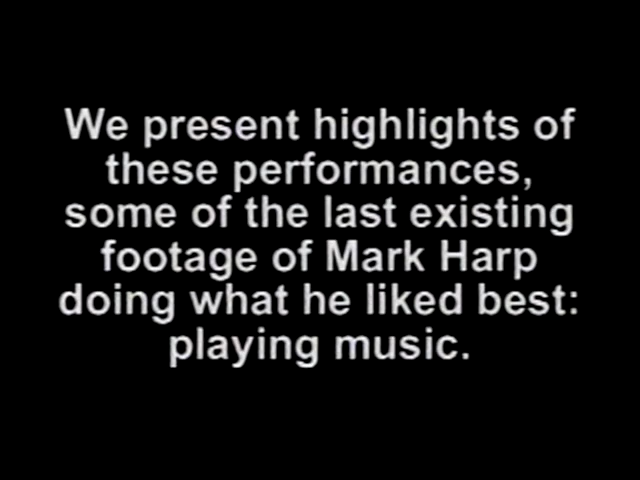 We present highlights of
these performances,
some of the last existing
footage of Mark Harp
doing what he liked best:
playing music.